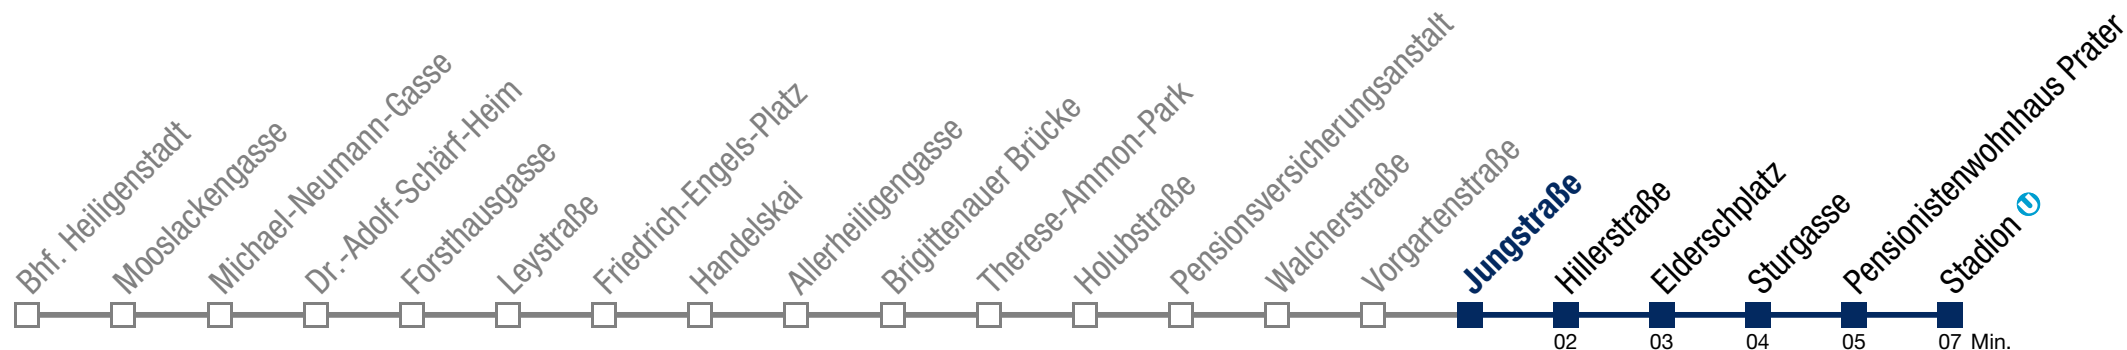 Bhf. Heiligenstadt
Mooslackengasse
Michael-Neumann-Gasse
Dr.-Adolf-Schärf-Heim
Forsthausgasse
Leystraße
Friedrich-Engels-Platz
Handelskai
Allerheiligengasse
Brigittenauer Brücke
Therese-Ammon-Park
Holubstraße
Pensionsversicherungsanstalt
Walcherstraße
Vorgartenstraße
Jungstraße
Hillerstraße
Elderschplatz
Sturgasse
Pensionistenwohnhaus Prater
Stadion U
02 03 04 05 07 Min.